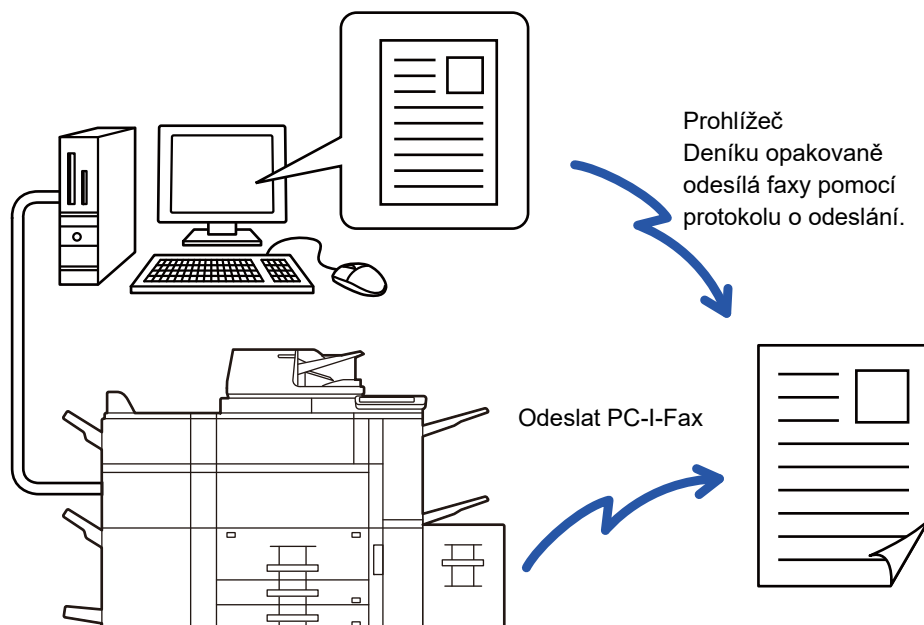 Prohlížeč
Deníku opakovaně
odesílá faxy pomocí
protokolu o odeslání.
Odeslat PC-I-Fax